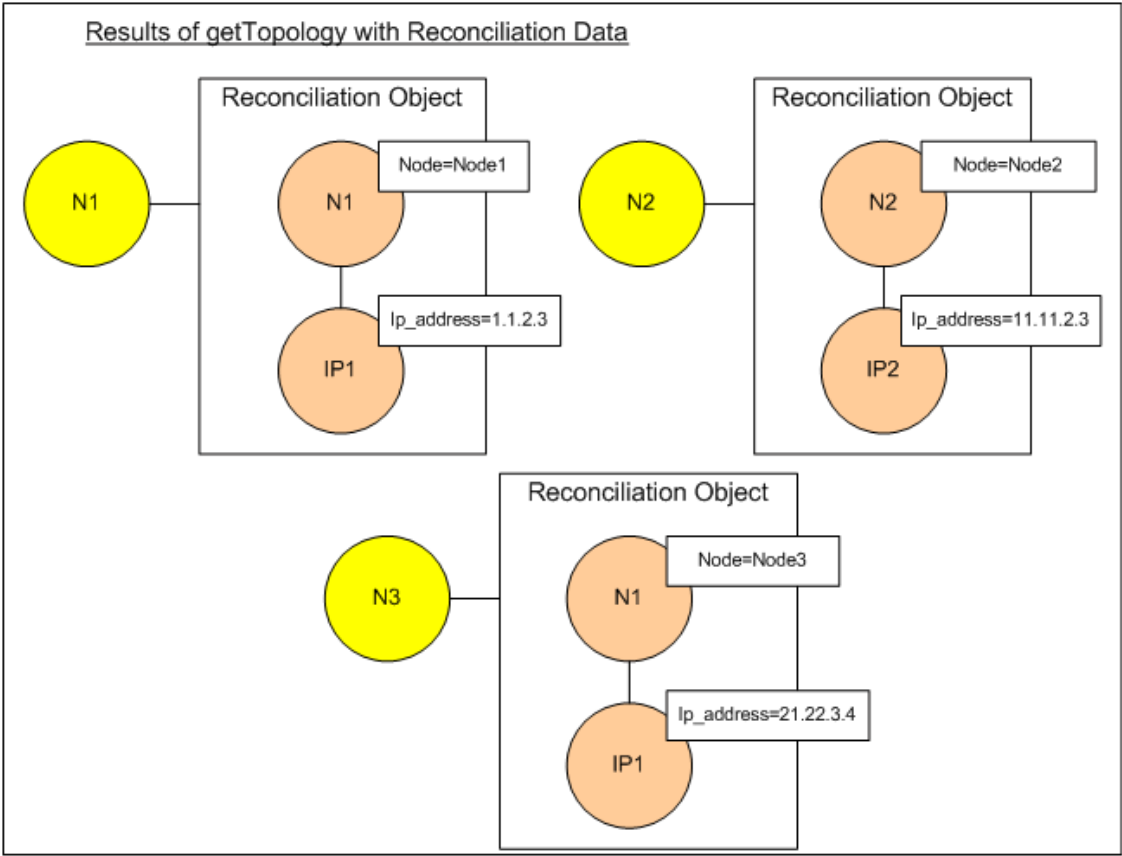 Results of getTopology with Reconciliation Data
Reconciliation Object
N1
N1
Node=Node1
Ip_address=1.1.2.3
IP1
Reconciliation Object
N2
N2
Node=Node2
Ip_address=11.11.2.3
IP2
Reconciliation Object
N3
N1
Node=Node3
Ip_address=21.22.3.4
IP1